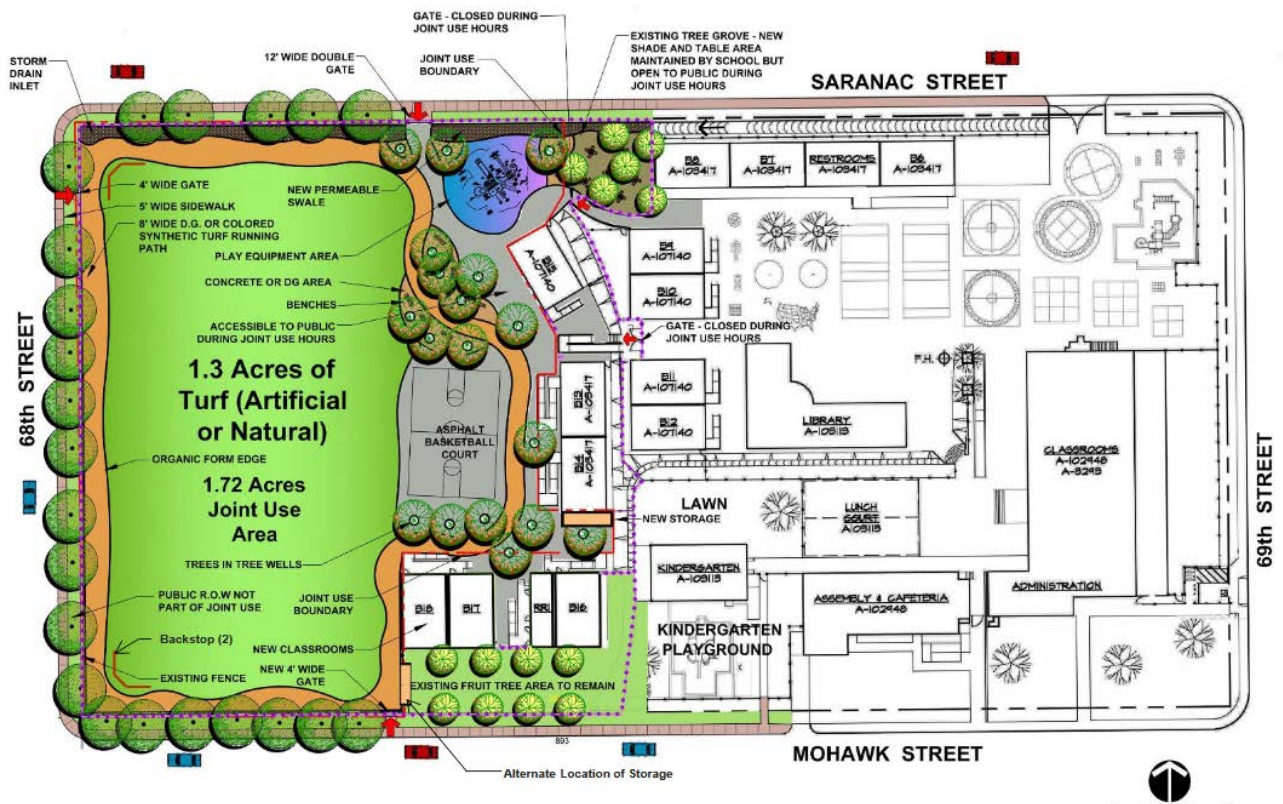 GATE - CLOSED DURING
JOINT USE HOURS
EXISTING TREE GROVE - NEW
SHADE AND TABLE AREA
MAINTAINED BY SCHOOL BUT
OPEN TO PUBLIC DURING
JOINT USE HOURS
12' WIDE DOUBLE
GATE
JOINT USE
BOUNDARY
STORM
DRAIN
INLET
SARANAC STREET
B8
A-103417
B7
A-103417
RESTROOMS
A-103417
B6
A-103417
4' WIDE GATE
5' WIDE SIDEWALK
8' WIDE D.G. OR COLORED
SYNTHETIC TURF RUNNING
PATH
NEW PERMEABLE
SWALE
PLAY EQUIPMENT AREA
CONCRETE OR DG AREA
BENCHES
ACCESSIBLE TO PUBLIC
DURING JOINT USE HOURS
B15
A-107140
B9
A-107140
B10
A-107140
GATE - CLOSED DURING
JOINT USE HOURS
68th STREET
1.3 Acres of
Turf (Artificial
or Natural)
ORGANIC FORM EDGE
1.72 Acres
Joint Use
Area
ASPHALT
BASKETBALL
COURT
B13
A-103417
B14
A-103417
B11
A-107140
B12
A-107140
F.H.
LIBRARY
A-103113
CLASSROOMS
A-102948
A-3293
69th STREET
LAWN
NEW STORAGE
LUNCH
COURT
A103113
TREES IN TREE WELLS
KINDERGARTEN
A-103113
PUBLIC R.O.W NOT
PART OF JOINT USE
JOINT USE
BOUNDARY
B18
B17
RR
B16
ASSEMBLY & CAFETERIA
A-102948
ADMINISTRATION
Backstop (2)
NEW CLASSROOMS
KINDERGARTEN
PLAYGROUND
EXISTING FENCE
NEW 4' WIDE
GATE
EXISTING FRUIT TREE AREA TO REMAIN
893
MOHAWK STREET
Alternate Location of Storage